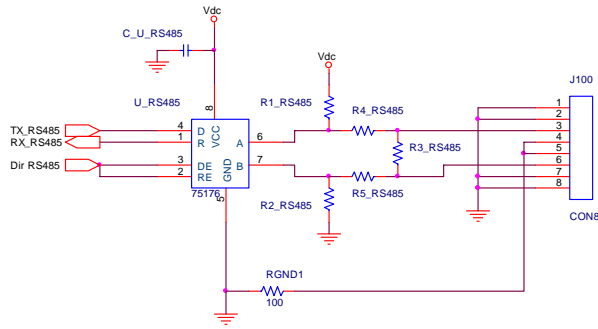 Vdc
C_U_RS485
Vdc
J100
U_RS485
R1_RS485
R4_RS485
8
1
2
TX_RS485
4
D
VCC
A
6
3
RX_RS485
1
R
R3_RS485
4
5
Dir RS485
3
DE
GND
B
7
6
2
RE
7
75176
R2_RS485
R5_RS485
8
5
CON8
RGND1
100